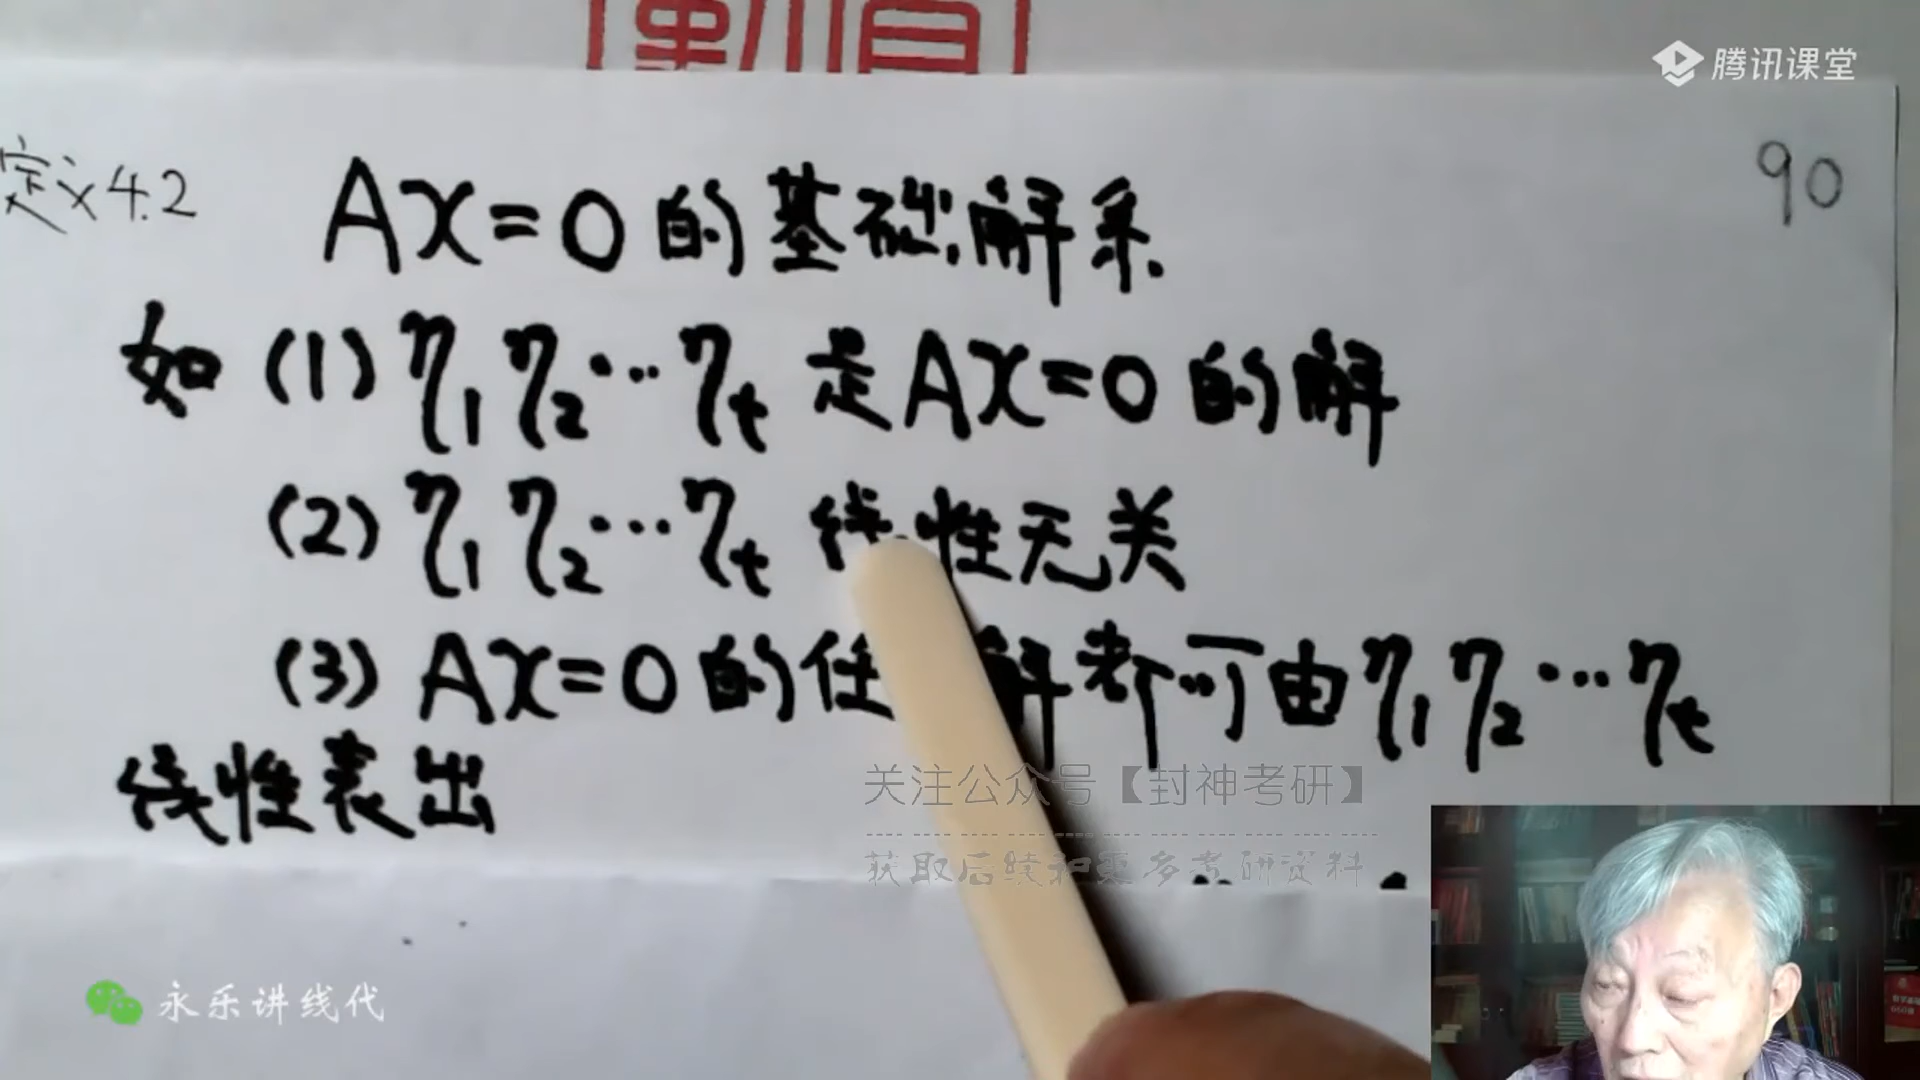 腾讯课堂
定义4.2
90
AX=0的基础解系.
如 (1) η₁ η₂ … ηt 是AX=0的解
(2) η₁ η₂ … ηt 线性无关
(3) AX=0的任 解都可由η₁ η₂ … ηt
线性表出
关注公众号【封神考研】
获取后续和更多考研资料
永乐讲线代